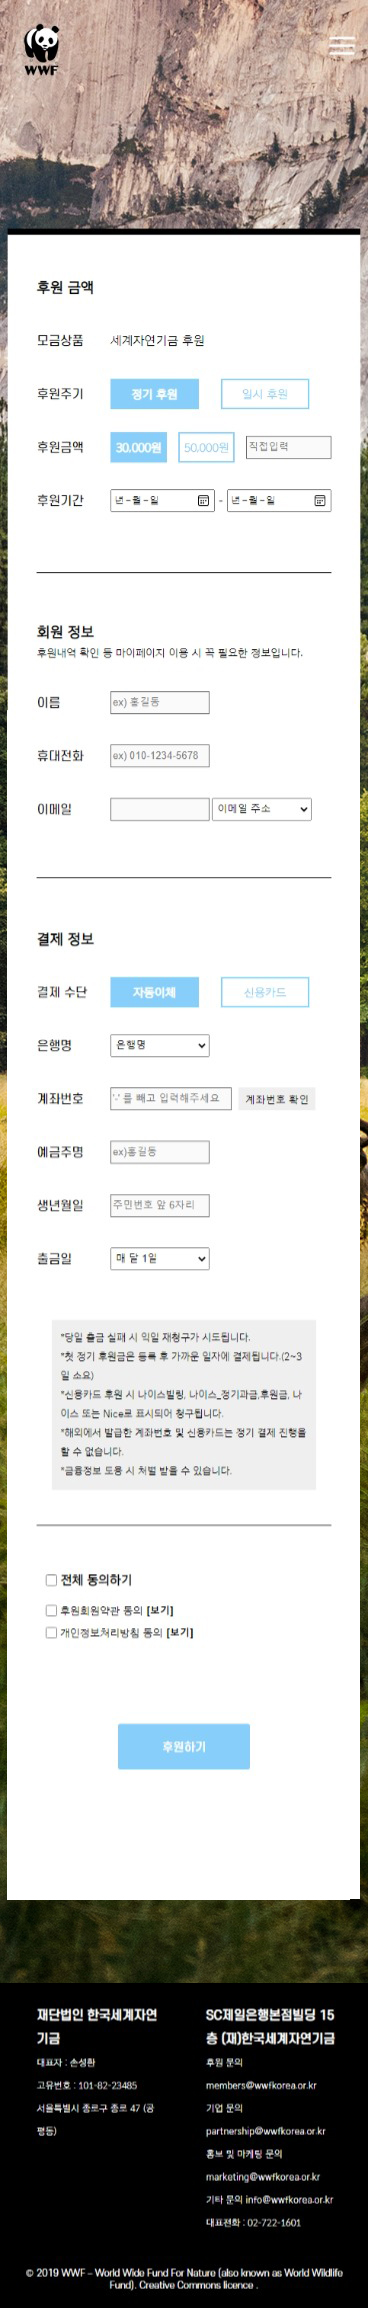 WWF
후원 금액
모금상품 세계자연기금 후원
후원주기 정기 후원 일시 후원
후원금액 30,000원 50,000원 직접입력
후원기간 년-월-일 - 년-월-일
회원 정보
후원내역 확인 등 마이페이지 이용 시 꼭 필요한 정보입니다.
이름 ex) 홍길동
휴대전화 ex) 010-1234-5678
이메일 이메일 주소
결제 정보
결제 수단 자동이체 신용카드
은행명 은행명
계좌번호 '-' 를 빼고 입력해주세요 계좌번호 확인
예금주명 ex)홍길동
생년월일 주민번호 앞 6자리
출금일 매 달 1일
*당일 출금 실패 시 익일 재청구가 시도됩니다.
*첫 정기 후원금은 등록 후 가까운 일자에 결제됩니다.(2~3
일 소요)
*신용카드 후원 시 나이스빌링, 나이스_정기과금,후원금, 나
이스 또는 Nice로 표시되어 청구됩니다.
*해외에서 발급한 계좌번호 및 신용카드는 정기 결제 진행을
할 수 없습니다.
*금융정보 도용 시 처벌 받을 수 있습니다.
전체 동의하기
후원회원약관 동의 [보기]
개인정보처리방침 동의 [보기]
후원하기
재단법인 한국세계자연
기금
대표자 : 손성환
고유번호 : 101-82-23485
서울특별시 종로구 종로 47 (공
평동)
SC제일은행본점빌딩 15
층 (재)한국세계자연기금
후원 문의
members@wwfkorea.or.kr
기업 문의
partnership@wwfkorea.or.kr
홍보 및 마케팅 문의
marketing@wwfkorea.or.kr
기타 문의 info@wwfkorea.or.kr
대표전화 : 02-722-1601
© 2019 WWF – World Wide Fund For Nature (also known as World Wildlife
Fund). Creative Commons licence .